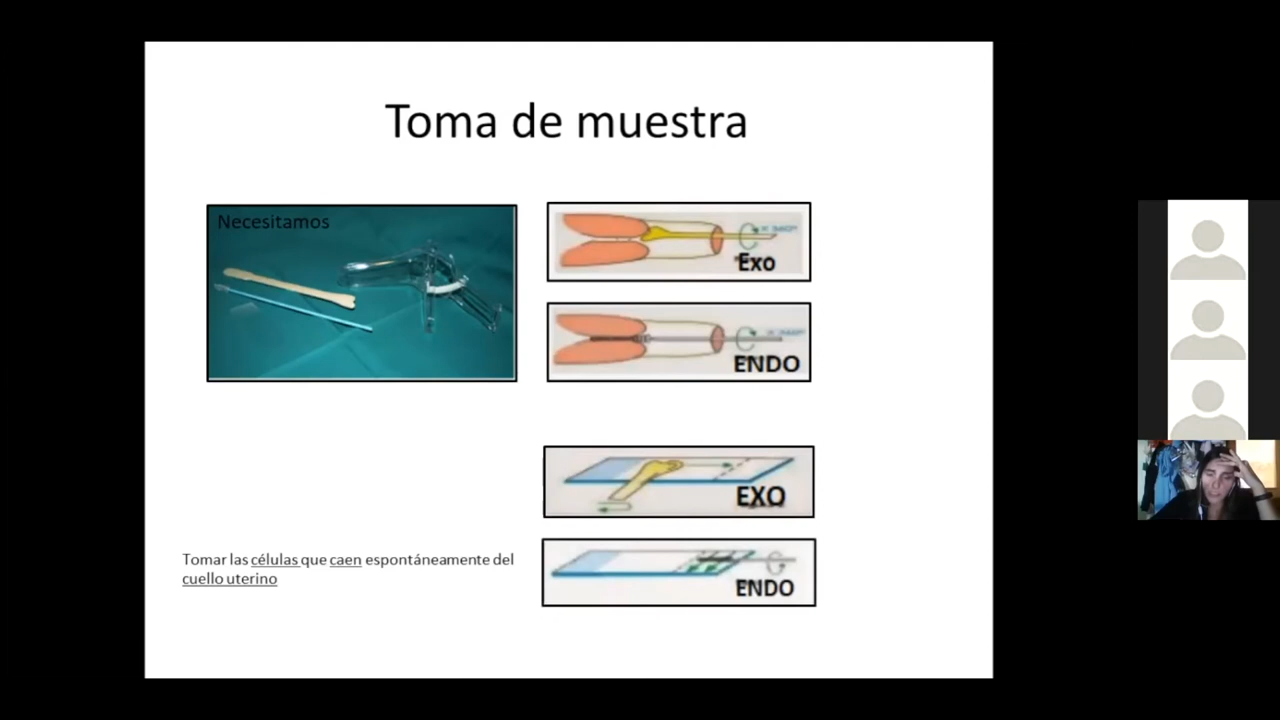 Toma de muestra
Necesitamos
Exo
ENDO
EXO
ENDO
Tomar las células que caen espontáneamente del
cuello uterino